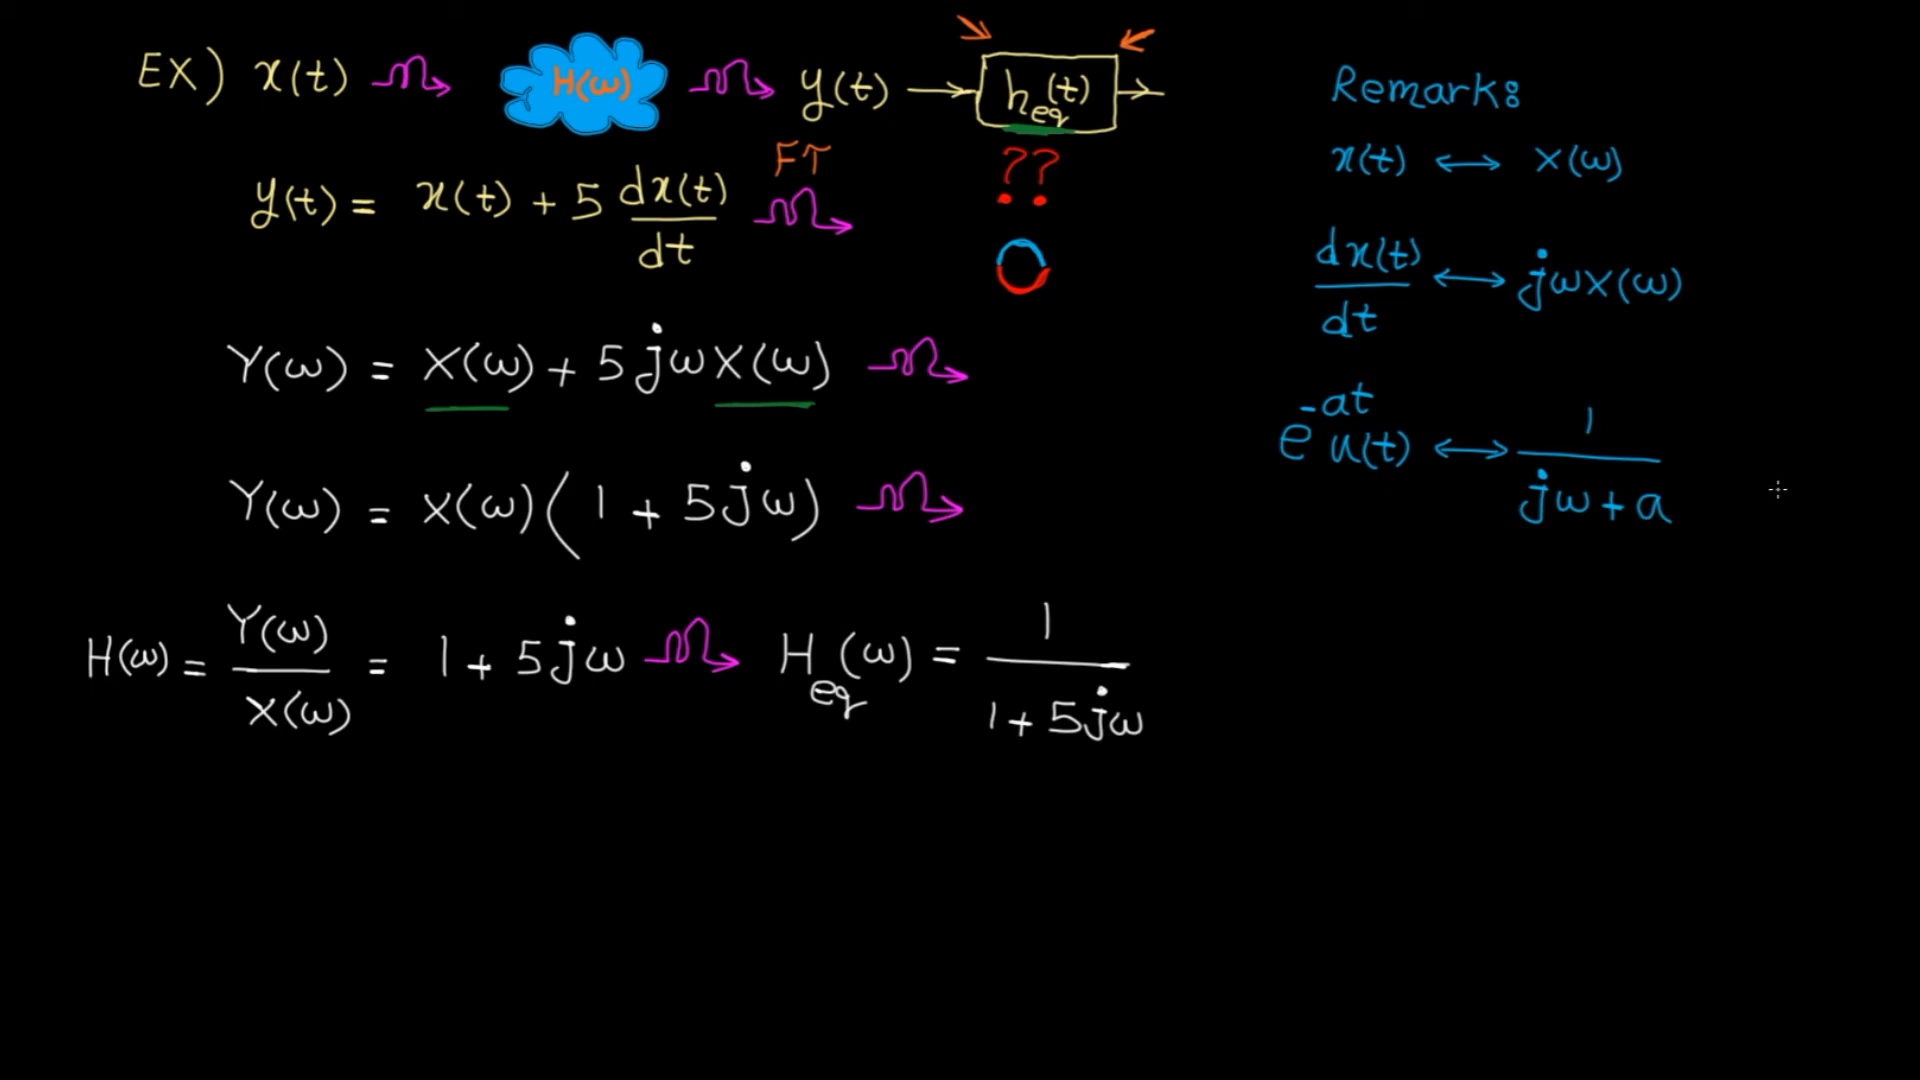 EX) x(t) H(ω) y(t) → h_eq(t) →
FT
y(t) = x(t) + 5 dx(t)/dt
??
Y(ω) = X(ω) + 5jωX(ω)
Y(ω) = X(ω)(1 + 5jω)
H(ω) = Y(ω)/X(ω) = 1 + 5jω H_eq(ω) = 1/(1 + 5jω)
Remark:
x(t) ↔ X(ω)
dx(t)/dt ↔ jωX(ω)
e^-at u(t) ↔ 1/(jω + a)